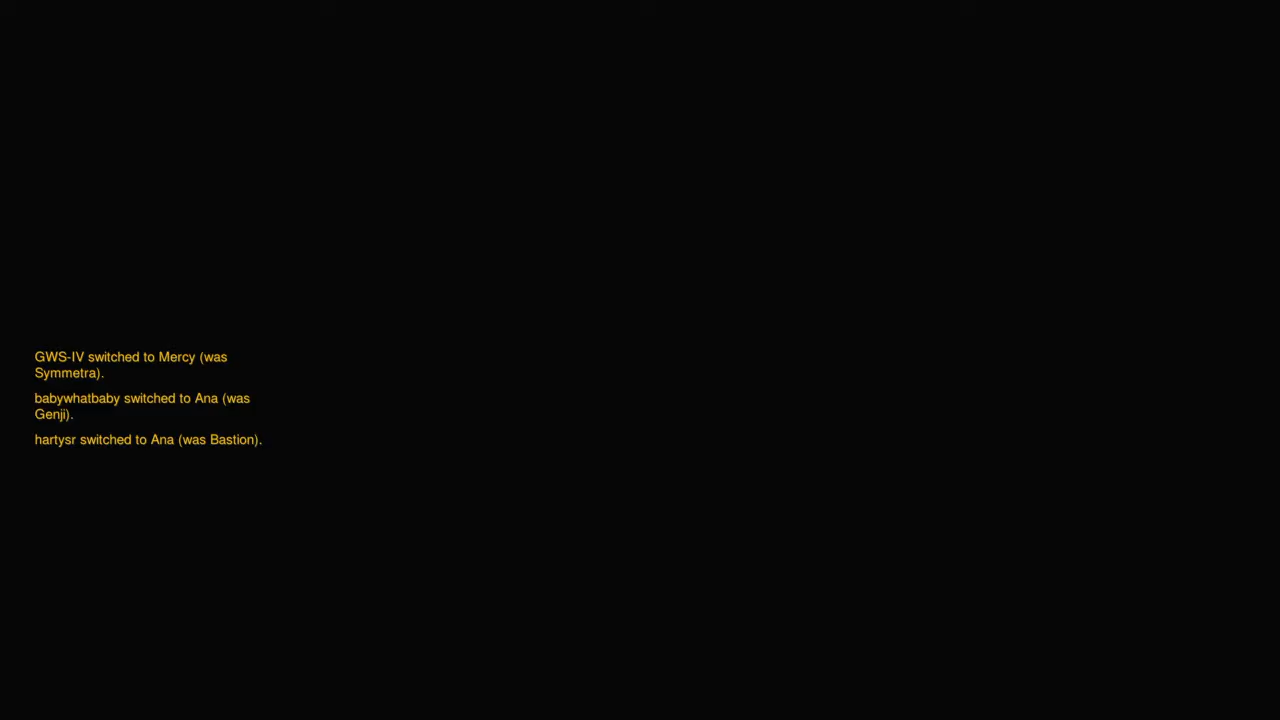 GWS-IV switched to Mercy (was
Symmetra).
babywhatbaby switched to Ana (was
Genji).
hartysr switched to Ana (was Bastion).